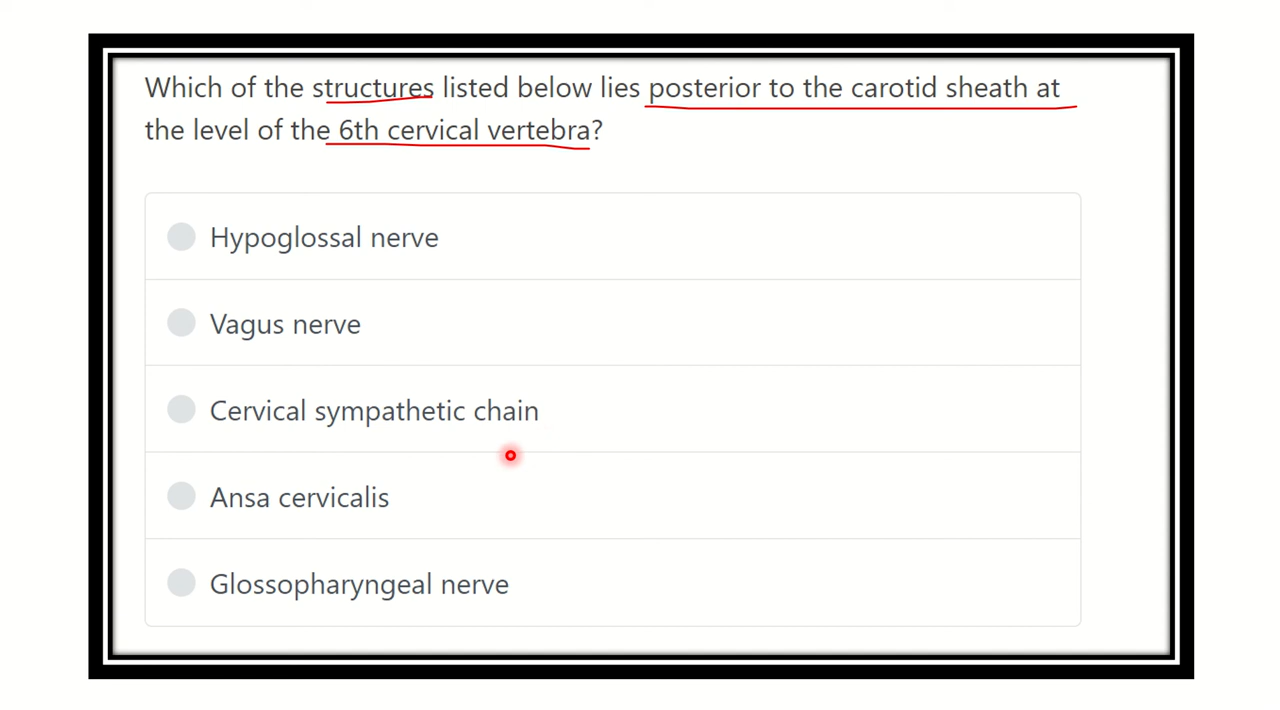 Which of the structures listed below lies posterior to the carotid sheath at
the level of the 6th cervical vertebra?
Hypoglossal nerve
Vagus nerve
Cervical sympathetic chain
Ansa cervicalis
Glossopharyngeal nerve